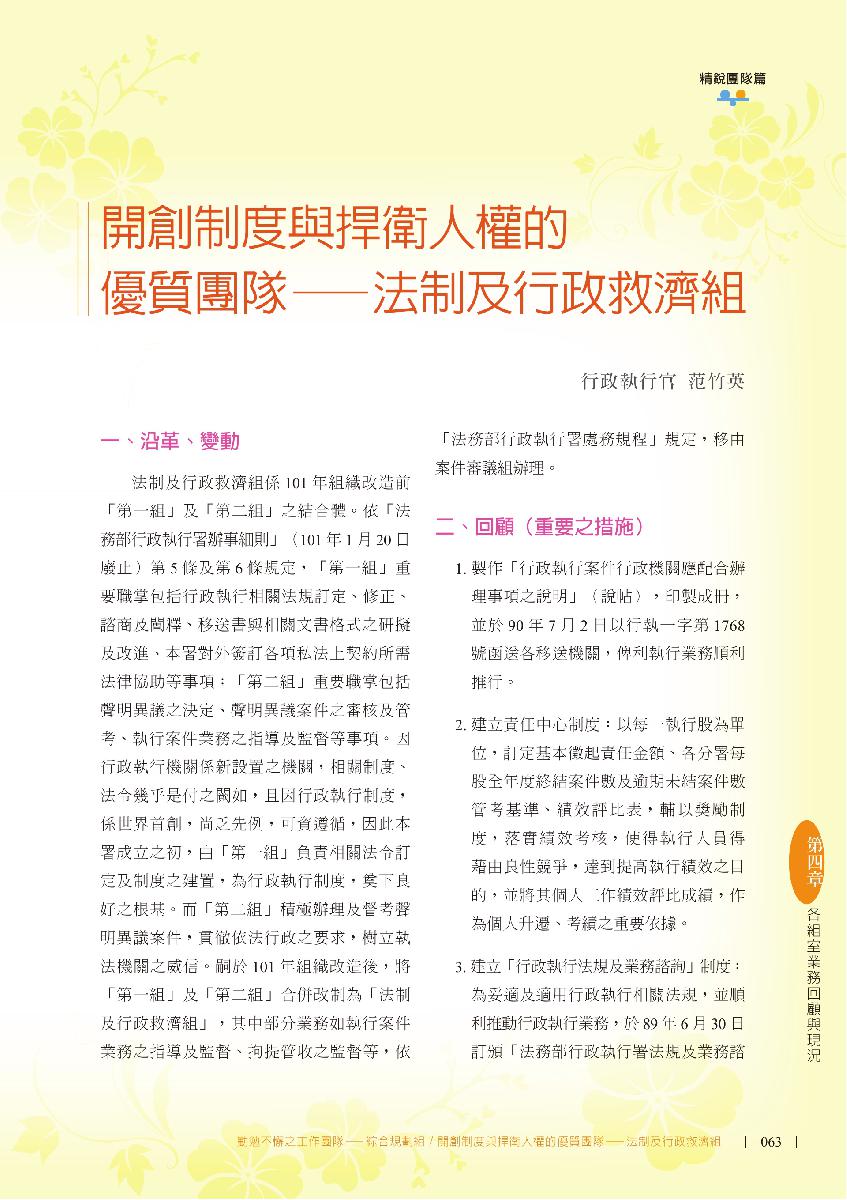 精銳團隊篇
開創制度與捍衛人權的
優質團隊——法制及行政救濟組
行政執行官 范竹英
一、沿革、變動
法制及行政救濟組係 101 年組織改造前
「第一組」及「第二組」之結合體。依「法
務部行政執行署辦事細則」（101 年 1 月 20 日
廢止）第 5 條及第 6 條規定，「第一組」重
要職掌包括行政執行相關法規訂定、修正、
諮商及闡釋、移送書與相關文書格式之研擬
及改進、本署對外簽訂各項私法上契約所需
法律協助等事項；「第二組」重要職掌包括
聲明異議之決定、聲明異議案件之審核及管
考、執行案件業務之指導及監督等事項。因
行政執行機關係新設置之機關，相關制度、
法令幾乎是付之闕如，且因行政執行制度，
係世界首創，尚乏先例，可資遵循，因此本
署成立之初，由「第一組」負責相關法令訂
定及制度之建置，為行政執行制度，奠下良
好之根基。而「第二組」積極辦理及督考聲
明異議案件，貫徹依法行政之要求，樹立執
法機關之威信。嗣於 101 年組織改造後，將
「第一組」及「第二組」合併改制為「法制
及行政救濟組」，其中部分業務如執行案件
業務之指導及監督、拘提管收之監督等，依
「法務部行政執行署處務規程」規定，移由
案件審議組辦理。
二、回顧（重要之措施）
1. 製作「行政執行案件行政機關應配合辦
理事項之說明」（說帖），印製成冊，
並於 90 年 7 月 2 日以行執一字第 1768
號函送各移送機關，俾利執行業務順利
推行。
2. 建立責任中心制度：以每一執行股為單
位，訂定基本徵起責任金額、各分署每
股全年度終結案件數及逾期未結案件數
管考基準、績效評比表，輔以獎勵制
度，落實績效考核，使得執行人員得
藉由良性競爭，達到提高執行績效之目
的，並將其個人工作績效評比成績，作
為個人升遷、考績之重要依據。
3. 建立「行政執行法規及業務諮詢」制度：
為妥適及適用行政執行相關法規，並順
利推動行政執行業務，於 89 年 6 月 30 日
訂頒「法務部行政執行署法規及業務諮
第四章
各組室業務回顧與現況
勤勉不懈之工作團隊——綜合規劃組 / 開創制度與捍衛人權的優質團隊——法制及行政救濟組 | 063 |